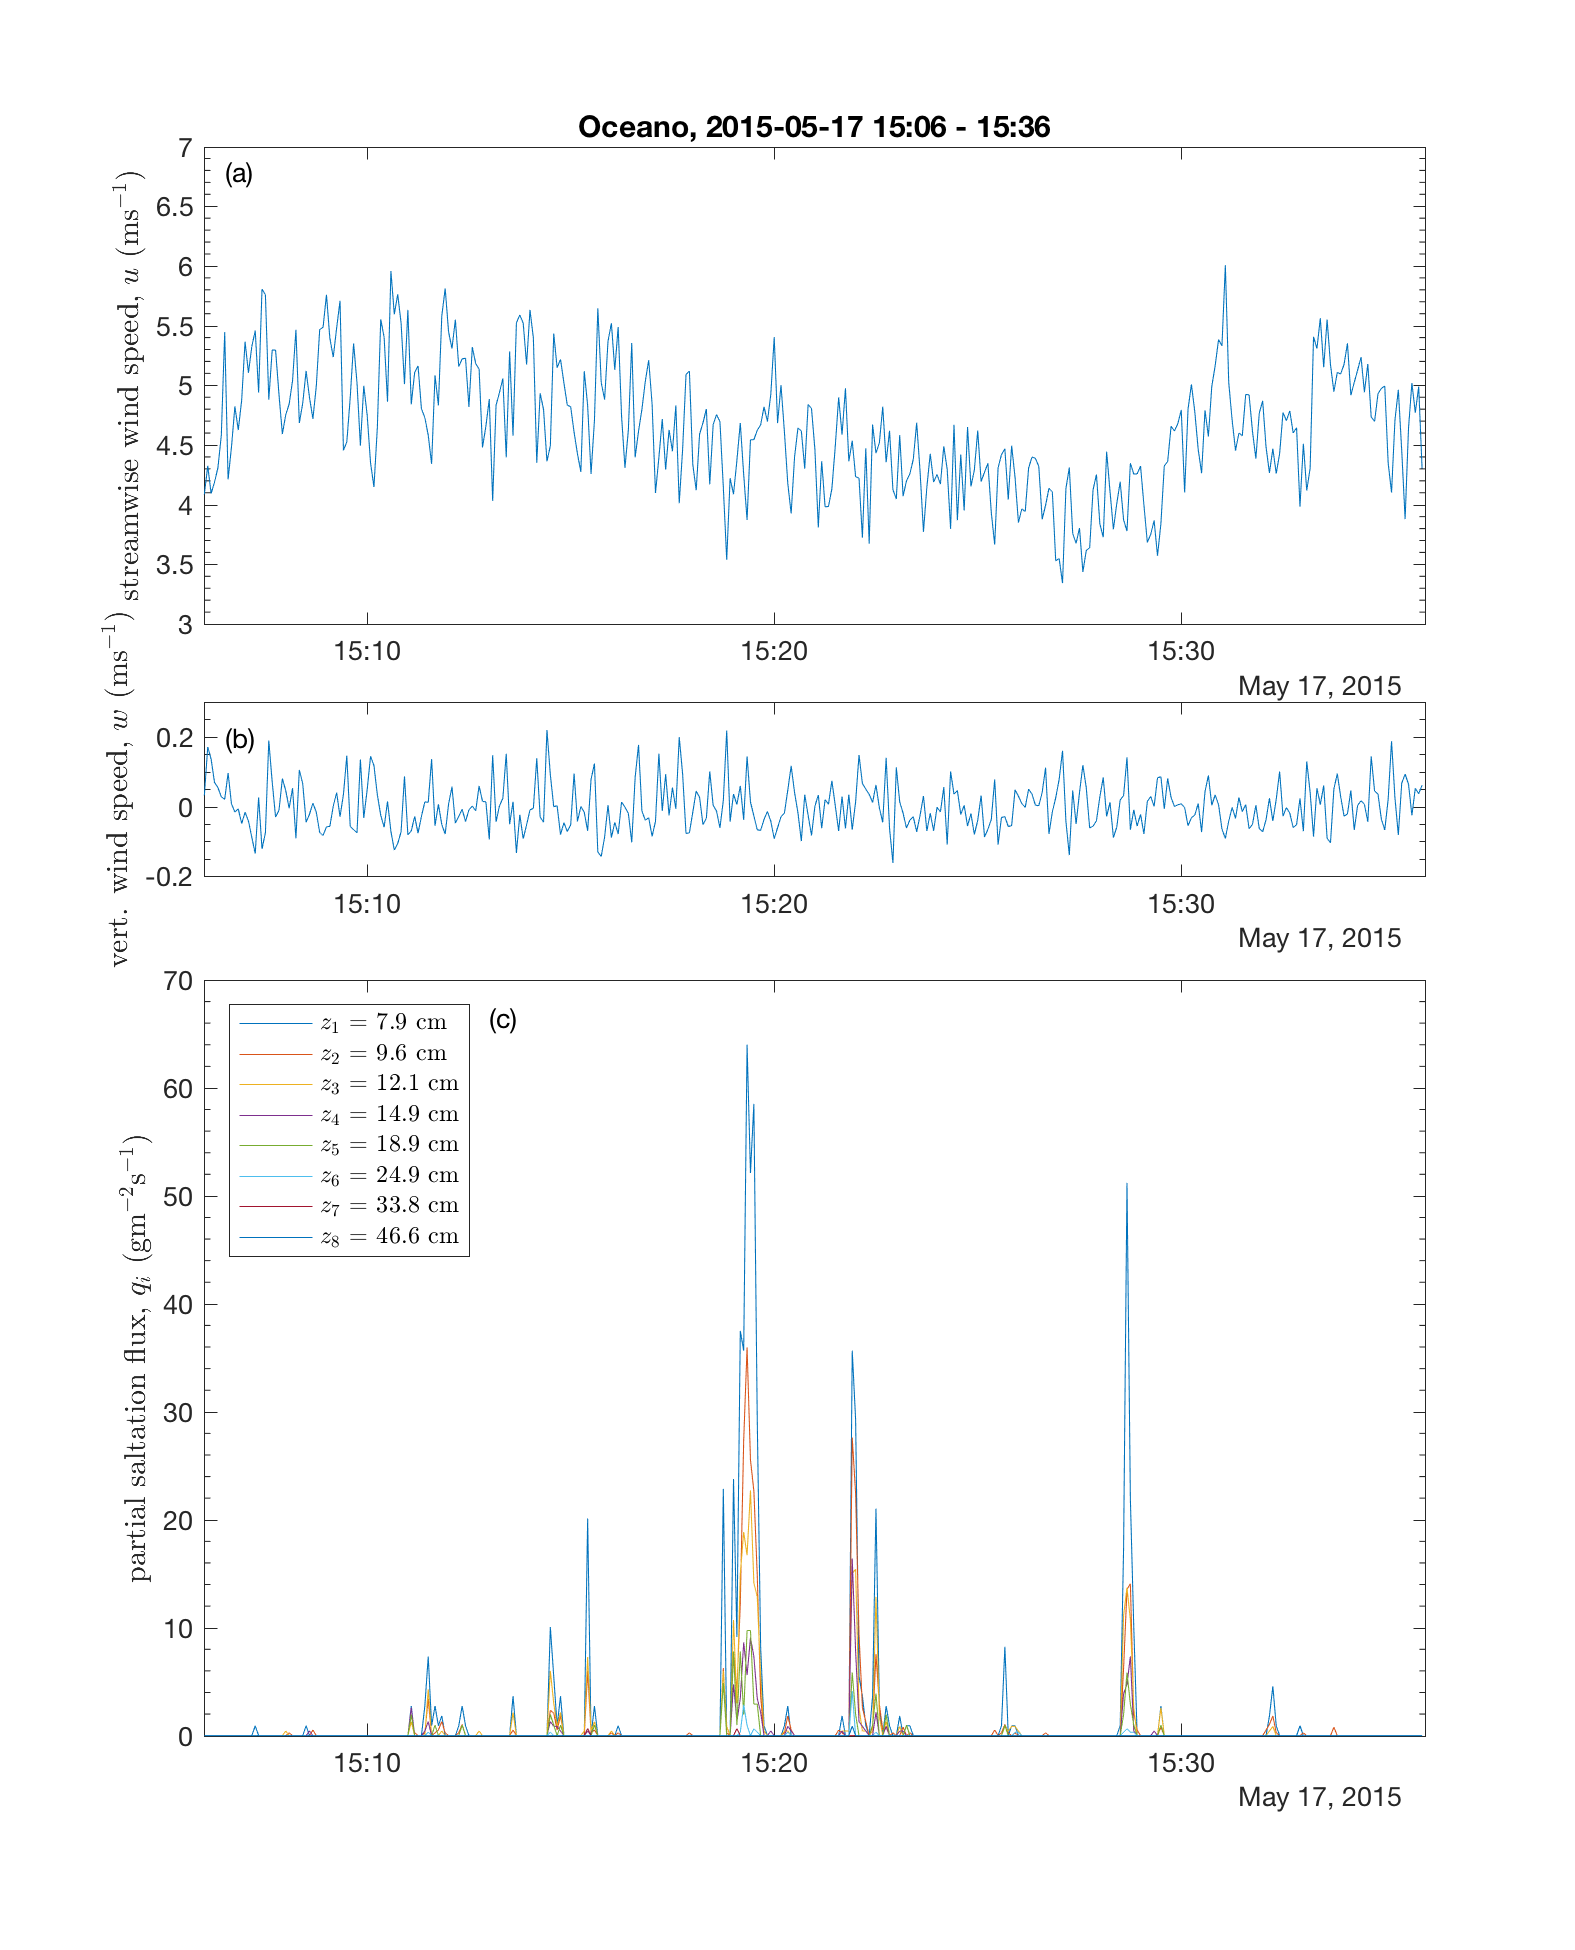 Oceano, 2015-05-17 15:06 - 15:36
(a)
streamwise wind speed, u (ms⁻¹)
7
6.5
6
5.5
5
4.5
4
3.5
3
15:10 15:20 15:30
May 17, 2015
(b)
vert. wind speed, w (ms⁻¹)
0.2
0
-0.2
15:10 15:20 15:30
May 17, 2015
(c)
partial saltation flux, qᵢ (gm⁻²s⁻¹)
70
60
50
40
30
20
10
0
z₁ = 7.9 cm
z₂ = 9.6 cm
z₃ = 12.1 cm
z₄ = 14.9 cm
z₅ = 18.9 cm
z₆ = 24.9 cm
z₇ = 33.8 cm
z₈ = 46.6 cm
15:10 15:20 15:30
May 17, 2015